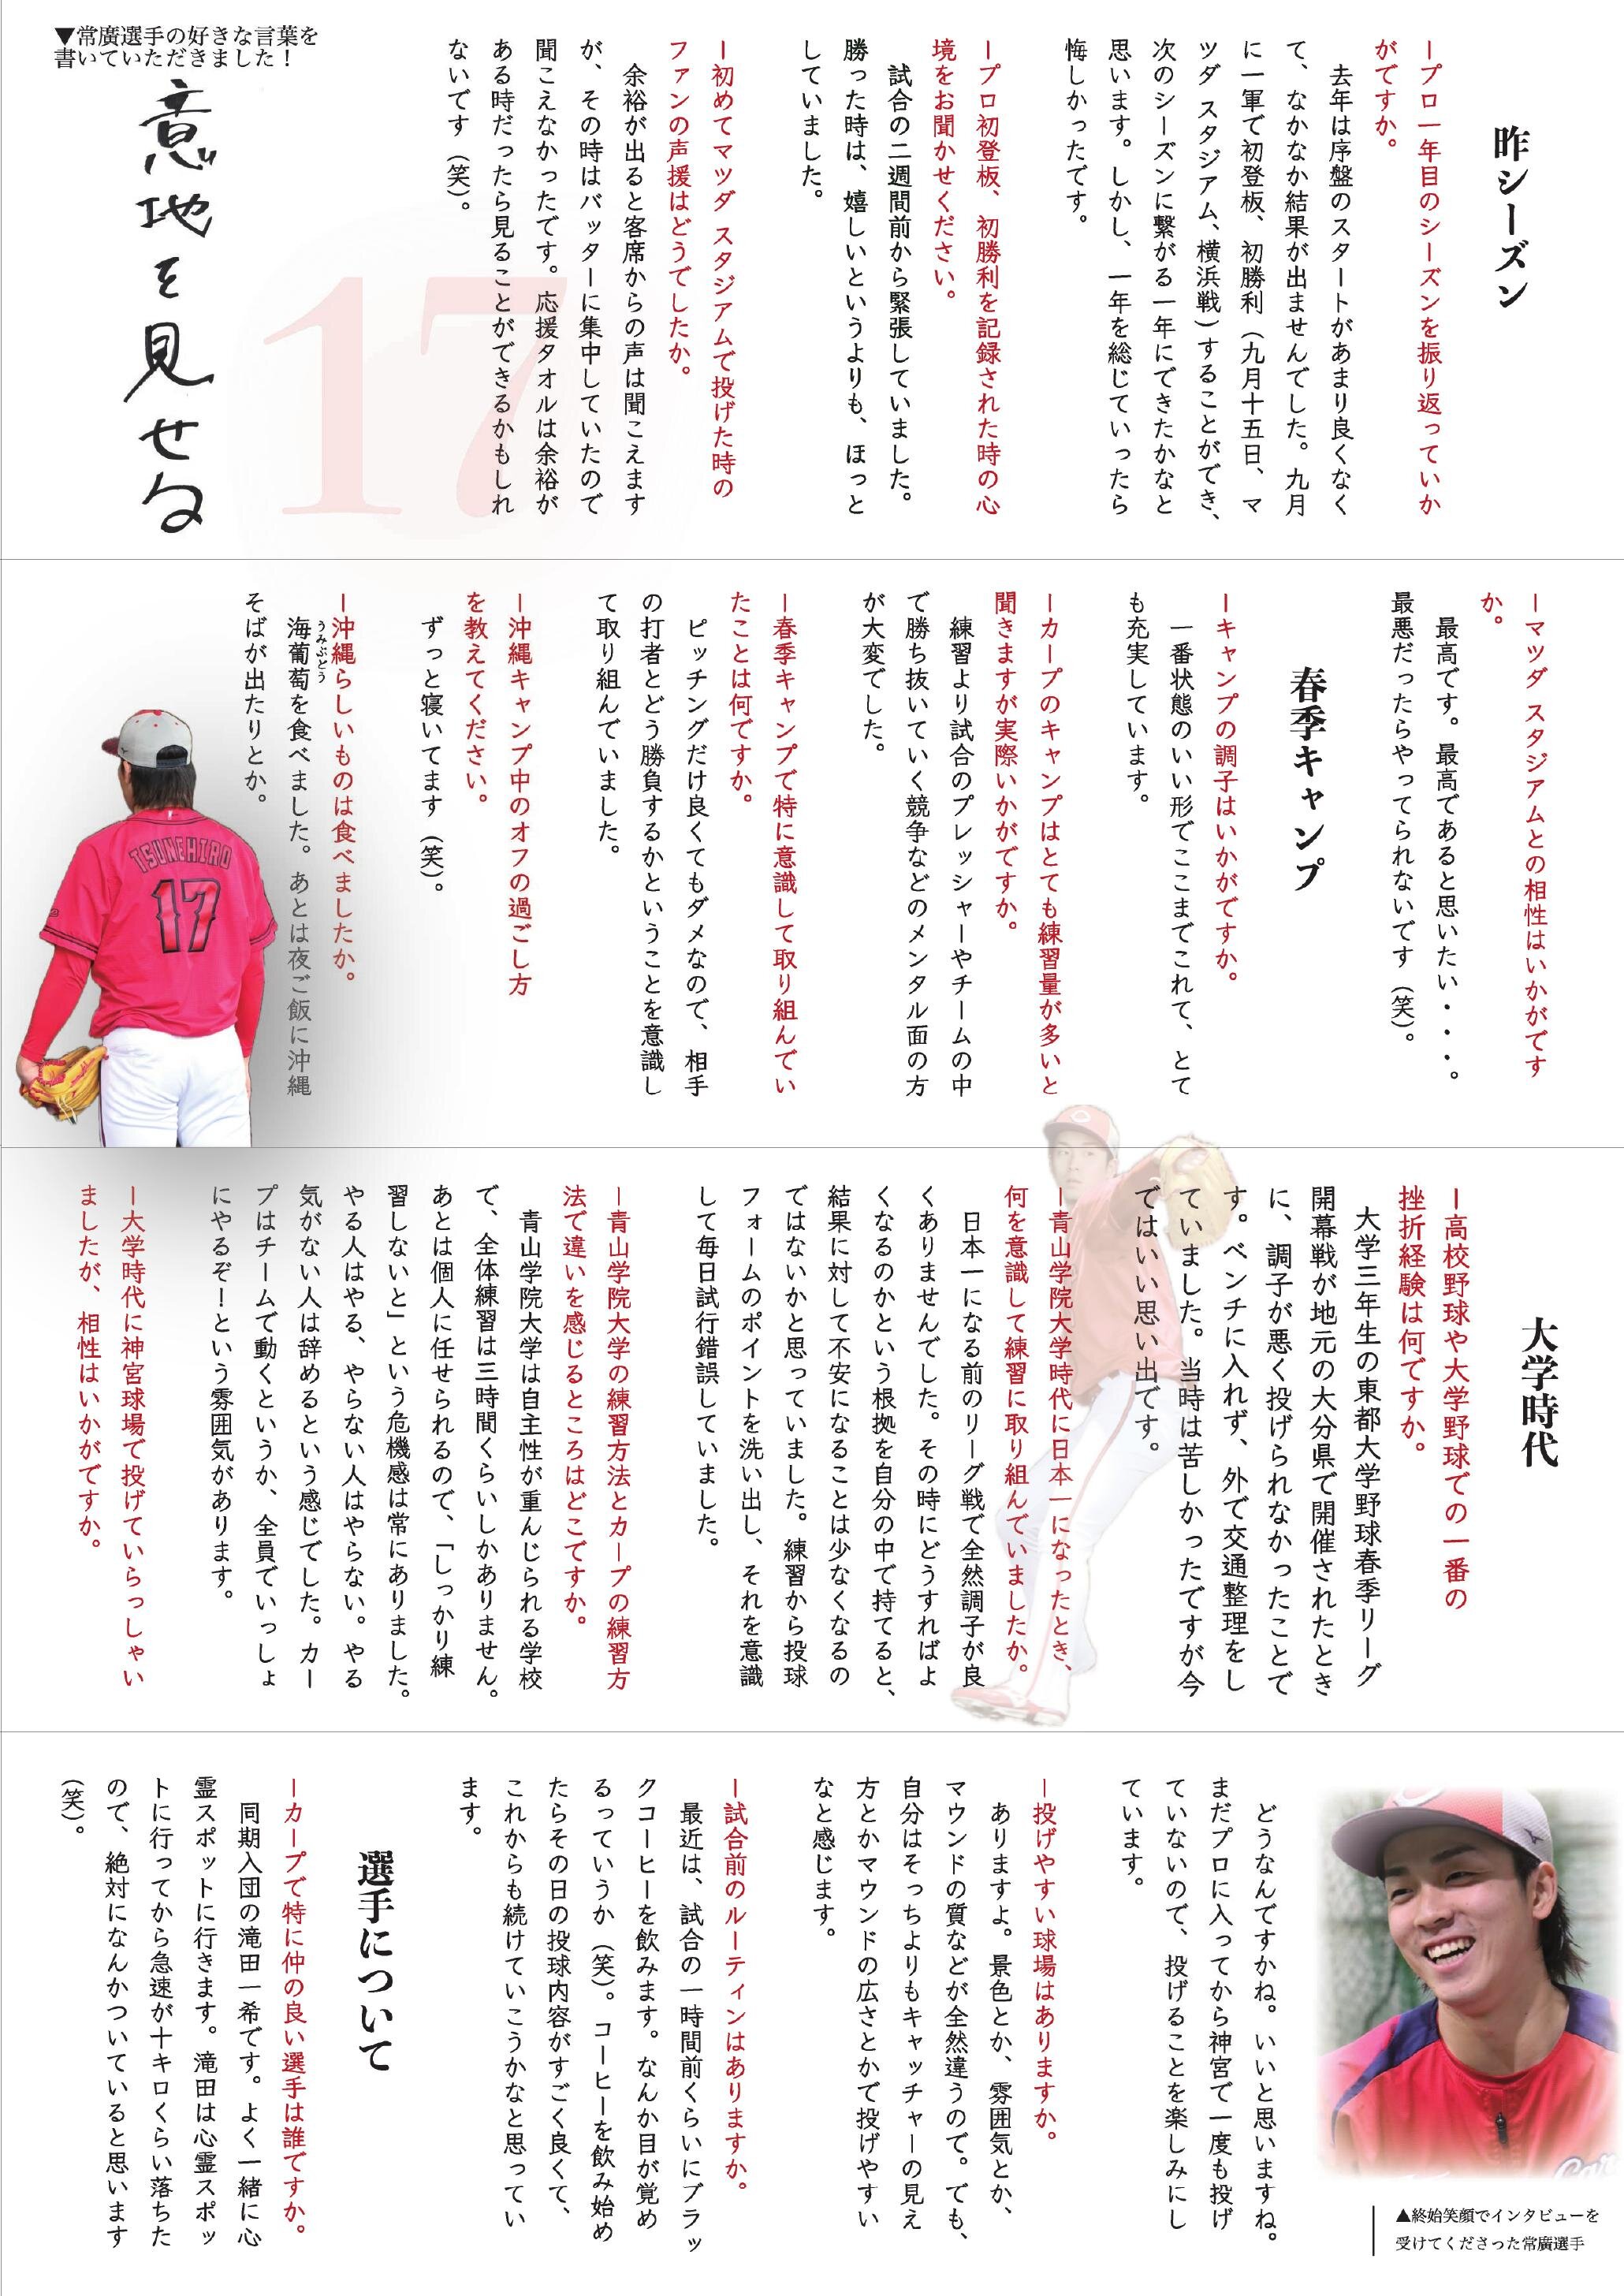 昨シーズン
ープロ一年目のシーズンを振り返っていか
がですか。
去年は序盤のスタートがあまり良くなく
て、なかなか結果が出ませんでした。九月
に一軍で初登板、初勝利（九月十五日、マ
ツダ スタジアム、横浜戦）することができ、
次のシーズンに繋がる一年にできたかなと
思います。しかし、一年を総じていったら
悔しかったです。
ープロ初登板、初勝利を記録された時の心
境をお聞かせください。
試合の二週間前から緊張していました。
勝った時は、嬉しいというよりも、ほっと
していました。
ー初めてマツダ スタジアムで投げた時の
ファンの声援はどうでしたか。
余裕が出ると客席からの声は聞こえます
が、その時はバッターに集中していたので
聞こえなかったです。応援タオルは余裕が
ある時だったら見ることができるかもしれ
ないです（笑）。
17
▼常廣選手の好きな言葉を
書いていただきました！
意地を見せろ
ーマツダ スタジアムとの相性はいかがです
か。
最高です。最高であると思いたい・・・・。
最悪だったらやってられないです（笑）。
春季キャンプ
ーキャンプの調子はいかがですか。
一番状態のいい形でここまでこれて、とて
も充実しています。
ーカープのキャンプはとても練習量が多いと
聞きますが実際いかがですか。
練習より試合のプレッシャーやチームの中
で勝ち抜いていく競争などのメンタル面の方
が大変でした。
ー春季キャンプで特に意識して取り組んでい
たことは何ですか。
ピッチングだけ良くてもダメなので、相手
の打者とどう勝負するかということを意識し
て取り組んでいました。
ー沖縄キャンプ中のオフの過ごし方
を教えてください。
ずっと寝いてます（笑）。
ー沖縄らしいものは食べましたか。
うみぶどう
海葡萄を食べました。あとは夜ご飯に沖縄
そばが出たりとか。
TSUNEHIRO
17
大学時代
ー高校野球や大学野球での一番の
挫折経験は何ですか。
大学三年生の東都大学野球春季リーグ
開幕戦が地元の大分県で開催されたとき
に、調子が悪く投げられなかったことで
す。ベンチに入れず、外で交通整理をし
ていました。当時は苦しかったですが今
ではいい思い出です。
ー青山学院大学時代に日本一になったとき、
何を意識して練習に取り組んでいましたか。
日本一になる前のリーグ戦で全然調子が良
くありませんでした。その時にどうすればよ
くなるのかという根拠を自分の中で持てると、
結果に対して不安になることは少なくなるの
ではないかと思っていました。練習から投球
フォームのポイントを洗い出し、それを意識
して毎日試行錯誤していました。
ー青山学院大学の練習方法とカープの練習方
法で違いを感じるところはどこですか。
青山学院大学は自主性が重んじられる学校
で、全体練習は三時間くらいしかありません。
あとは個人に任せられるので、「しっかり練
習しないと」という危機感は常にありました。
やる人はやる、やらない人はやらない。やる
気がない人は辞めるという感じでした。カー
プはチームで動くというか、全員でいっしょ
にやるぞ！という雰囲気があります。
ー大学時代に神宮球場で投げていらっしゃい
ましたが、相性はいかがですか。
どうなんですかね。いいと思いますね。
まだプロに入ってから神宮で一度も投げ
ていないので、投げることを楽しみにし
ています。
ー投げやすい球場はありますか。
ありますよ。景色とか、雰囲気とか、
マウンドの質などが全然違うので。でも、
自分はそっちよりもキャッチャーの見え
方とかマウンドの広さとかで投げやすい
なと感じます。
ー試合前のルーティンはありますか。
最近は、試合の一時間前くらいにブラッ
クコーヒーを飲みます。なんか目が覚め
るっていうか（笑）。コーヒーを飲み始め
たらその日の投球内容がすごく良くて、
これからも続けていこうかなと思ってい
ます。
選手について
ーカープで特に仲の良い選手は誰ですか。
同期入団の滝田一希です。よく一緒に心
霊スポットに行きます。滝田は心霊スポッ
トに行ってから急速が十キロくらい落ちた
ので、絶対になんかついていると思います
（笑）。
▲終始笑顔でインタビューを
受けてくださった常廣選手